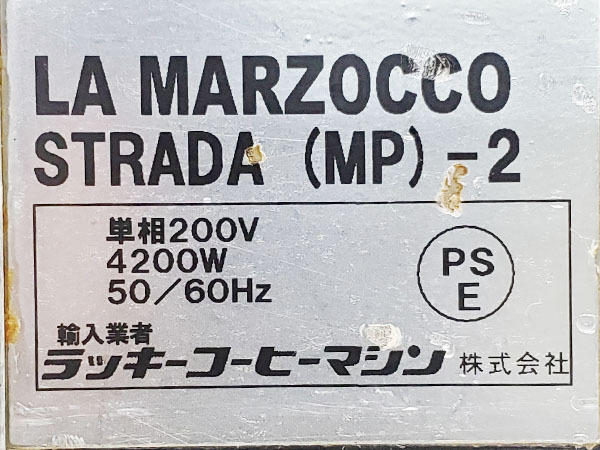 LA MARZOCCO
STRADA (MP)-2
単相200V
4200W
50/60Hz
PS
E
輸入業者
ラッキーコーヒーマシン 株式会社